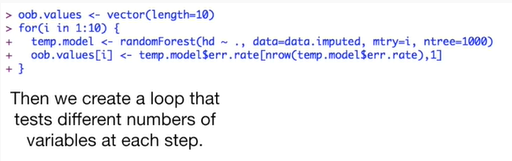 > oob.values <- vector(length=10)
> for(i in 1:10) {
+   temp.model <- randomForest(hd ~ ., data=data.imputed, mtry=i, ntree=1000)
+   oob.values[i] <- temp.model$err.rate[nrow(temp.model$err.rate),1]
+ }
Then we create a loop that
tests different numbers of
variables at each step.